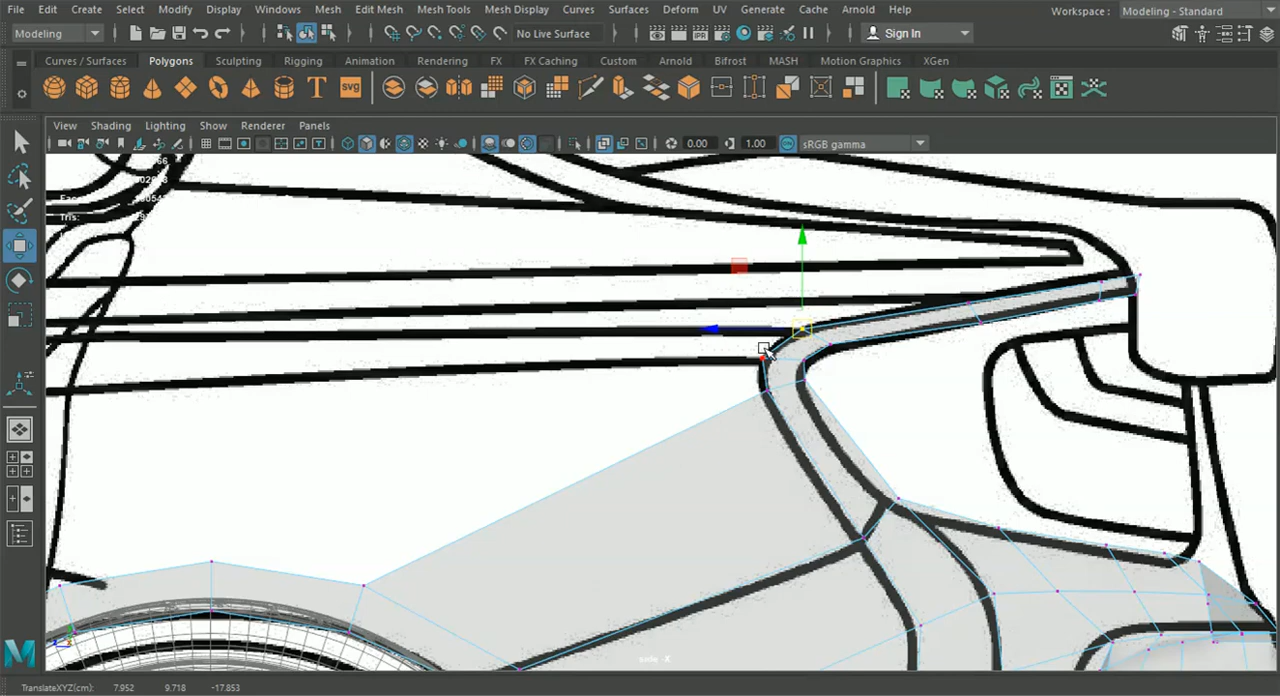 File Edit Create Select Modify Display Windows Mesh Edit Mesh Mesh Tools Mesh Display Curves Surfaces Deform UV Generate Cache Arnold Help Workspace : Modeling - Standard
Modeling No Live Surface Sign In
Curves / Surfaces Polygons Sculpting Rigging Animation Rendering FX FX Caching Custom Arnold Bifrost MASH Motion Graphics XGen
T svg
View Shading Lighting Show Renderer Panels
0.00 1.00 sRGB gamma
66
Tris:
side -X
TranslateXYZ(cm): 7.952 9.718 -17.853